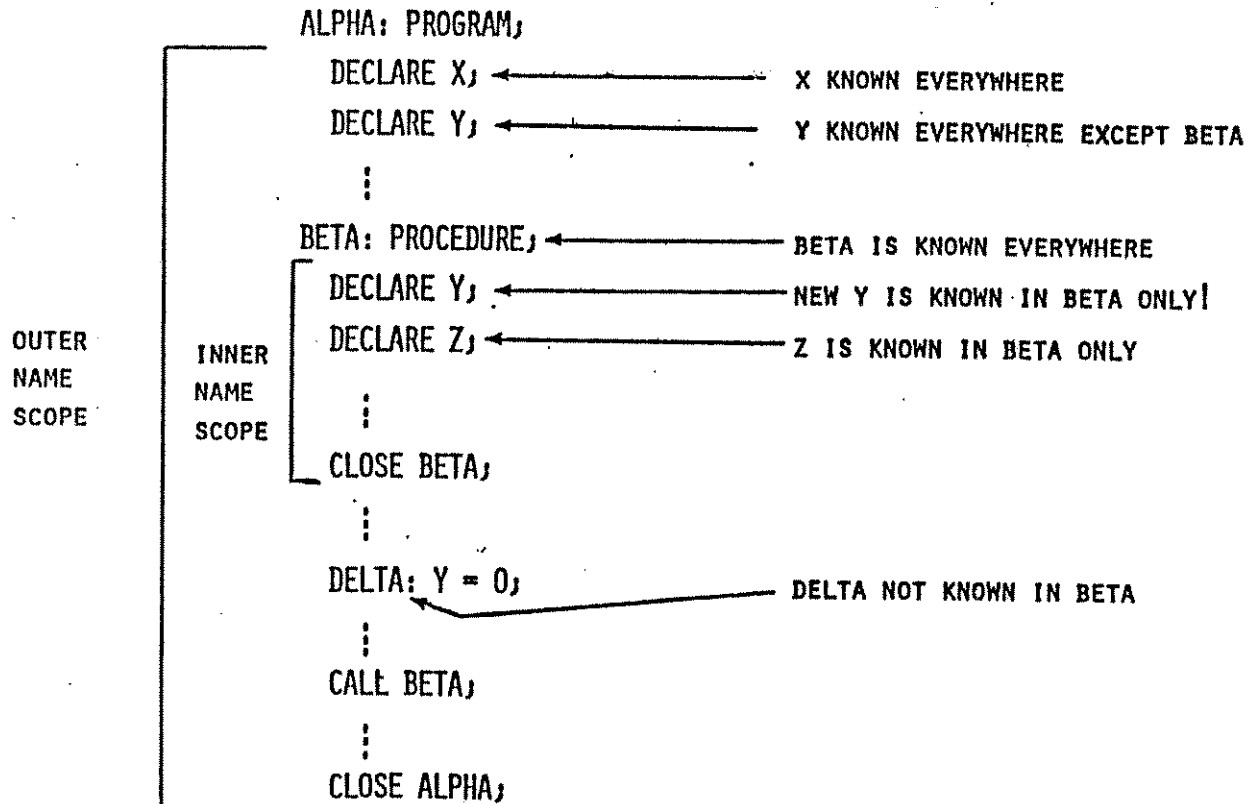 ALPHA: PROGRAM;
DECLARE X; X KNOWN EVERYWHERE
DECLARE Y; Y KNOWN EVERYWHERE EXCEPT BETA
BETA: PROCEDURE; BETA IS KNOWN EVERYWHERE
DECLARE Y; NEW Y IS KNOWN IN BETA ONLY!
DECLARE Z; Z IS KNOWN IN BETA ONLY
OUTER
NAME
SCOPE
INNER
NAME
SCOPE
CLOSE BETA;
DELTA: Y = 0; DELTA NOT KNOWN IN BETA
CALL BETA;
CLOSE ALPHA;